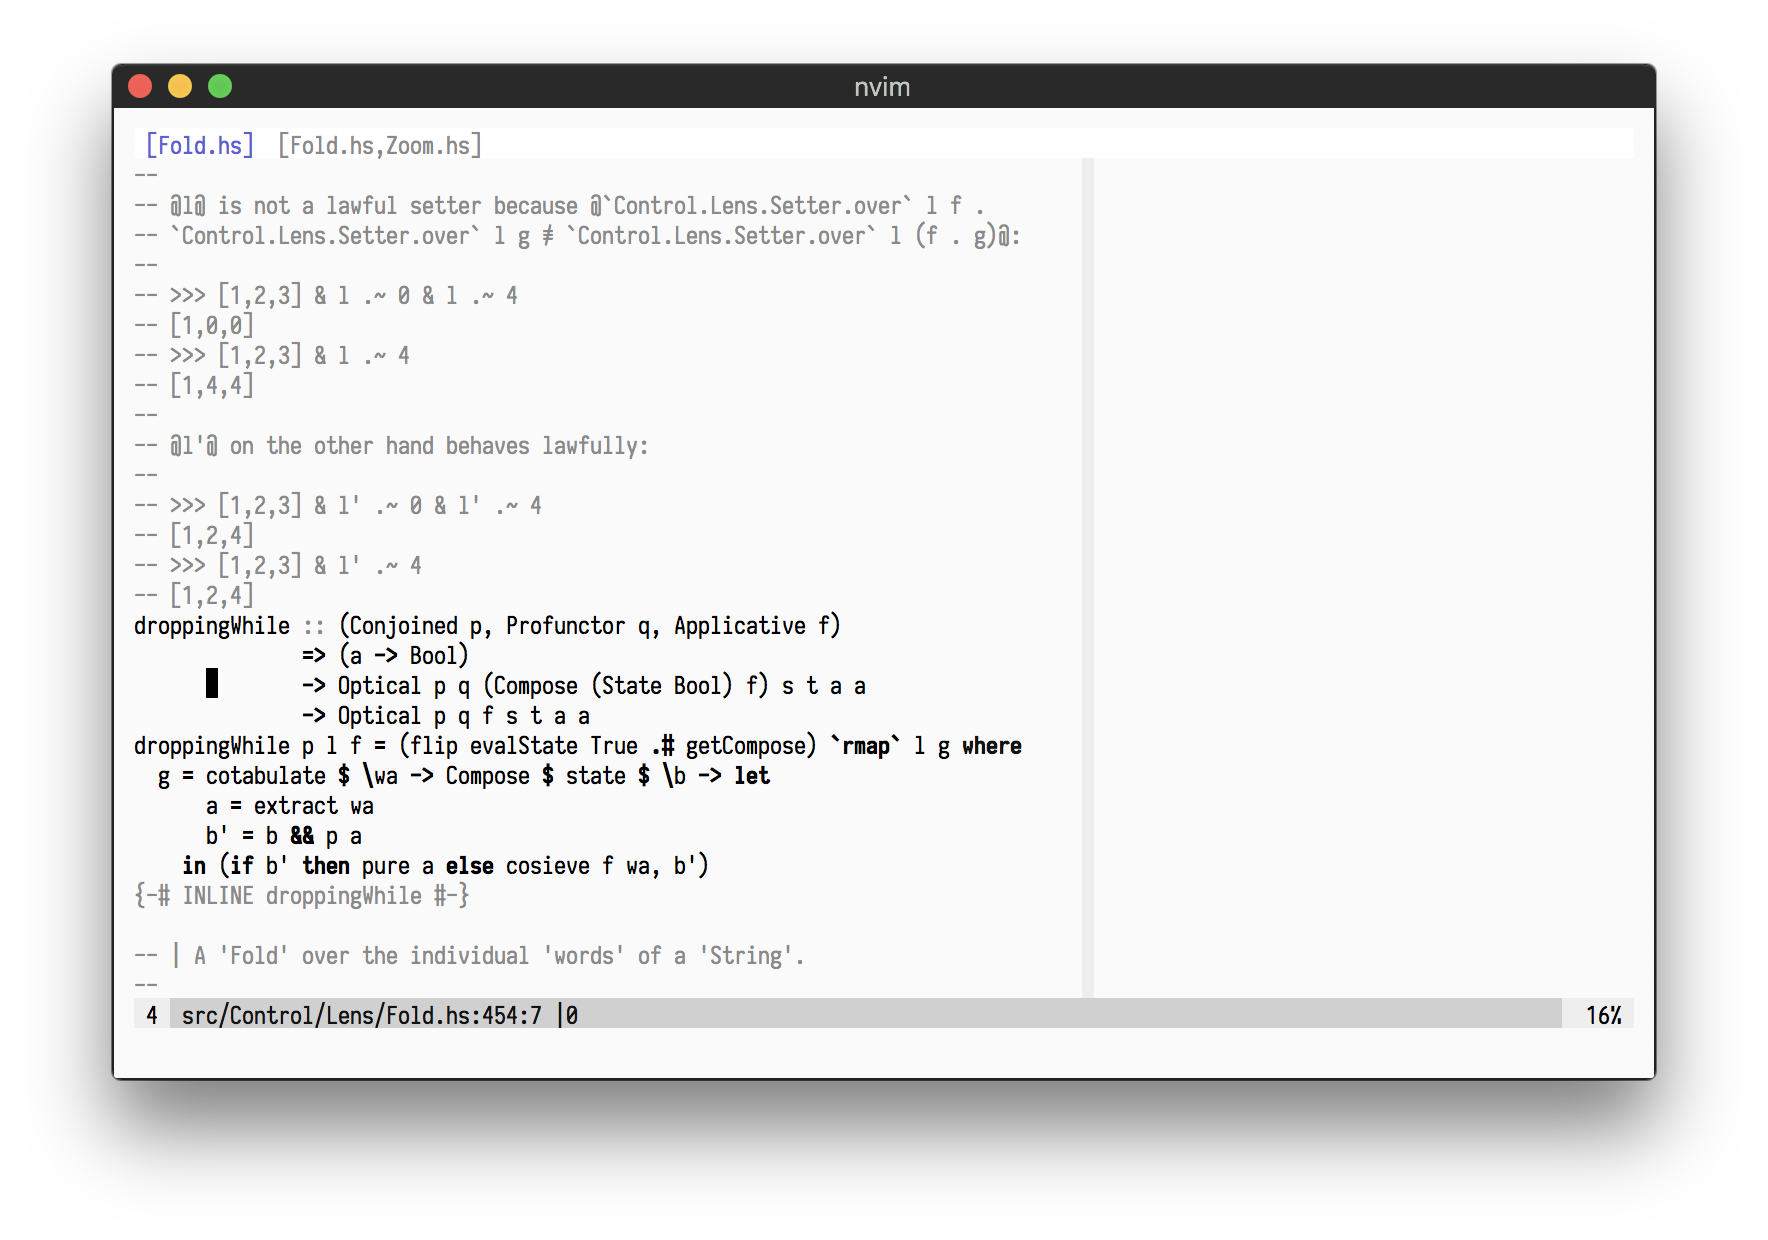 nvim
[Fold.hs] [Fold.hs,Zoom.hs]
--
-- @l@ is not a lawful setter because @`Control.Lens.Setter.over` l f .
-- `Control.Lens.Setter.over` l g ≢ `Control.Lens.Setter.over` l (f . g)@:
--
-- >>> [1,2,3] & l .~ 0 & l .~ 4
-- [1,0,0]
-- >>> [1,2,3] & l .~ 4
-- [1,4,4]
--
-- @l'@ on the other hand behaves lawfully:
--
-- >>> [1,2,3] & l' .~ 0 & l' .~ 4
-- [1,2,4]
-- >>> [1,2,3] & l' .~ 4
-- [1,2,4]
droppingWhile :: (Conjoined p, Profunctor q, Applicative f)
              => (a -> Bool)
              -> Optical p q (Compose (State Bool) f) s t a a
              -> Optical p q f s t a a
droppingWhile p l f = (flip evalState True .# getCompose) `rmap` l g where
  g = cotabulate $ \wa -> Compose $ state $ \b -> let
      a = extract wa
      b' = b && p a
    in (if b' then pure a else cosieve f wa, b')
{-# INLINE droppingWhile #-}
-- | A 'Fold' over the individual 'words' of a 'String'.
--
4 src/Control/Lens/Fold.hs:454:7 |0 16%